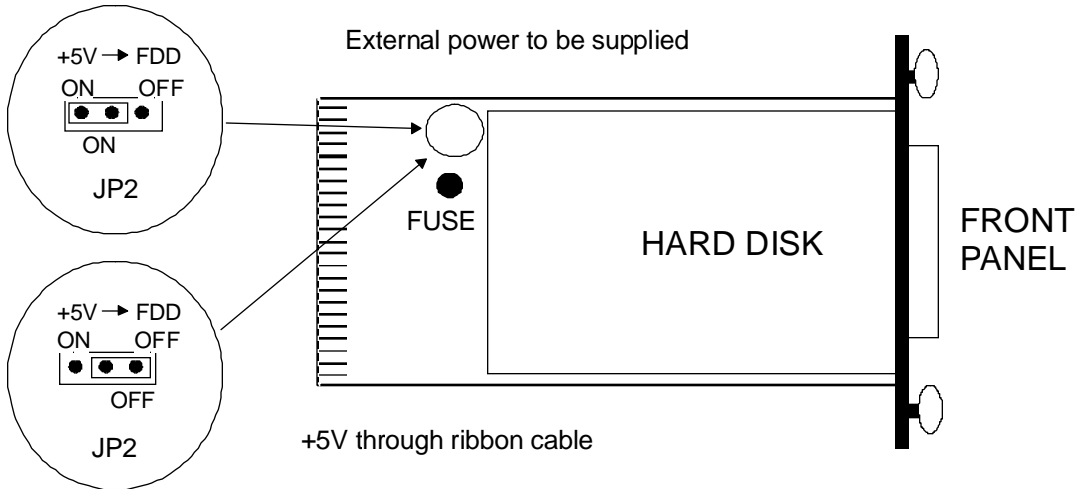 External power to be supplied
+5V → FDD
ON OFF
ON
JP2
FUSE
HARD DISK
FRONT
PANEL
+5V → FDD
ON OFF
OFF
JP2
+5V through ribbon cable